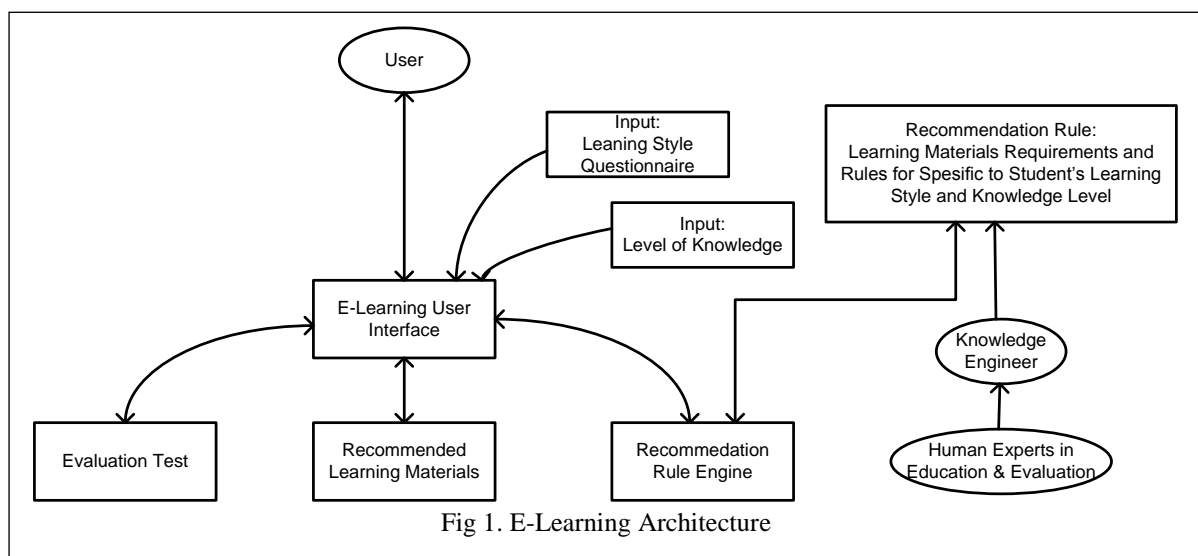 User
Input:
Leaning Style
Questionnaire
Recommendation Rule:
Learning Materials Requirements and
Rules for Spesific to Student's Learning
Style and Knowledge Level
Input:
Level of Knowledge
E-Learning User
Interface
Knowledge
Engineer
Evaluation Test
Recommended
Learning Materials
Recommedation
Rule Engine
Human Experts in
Education & Evaluation
Fig 1. E-Learning Architecture